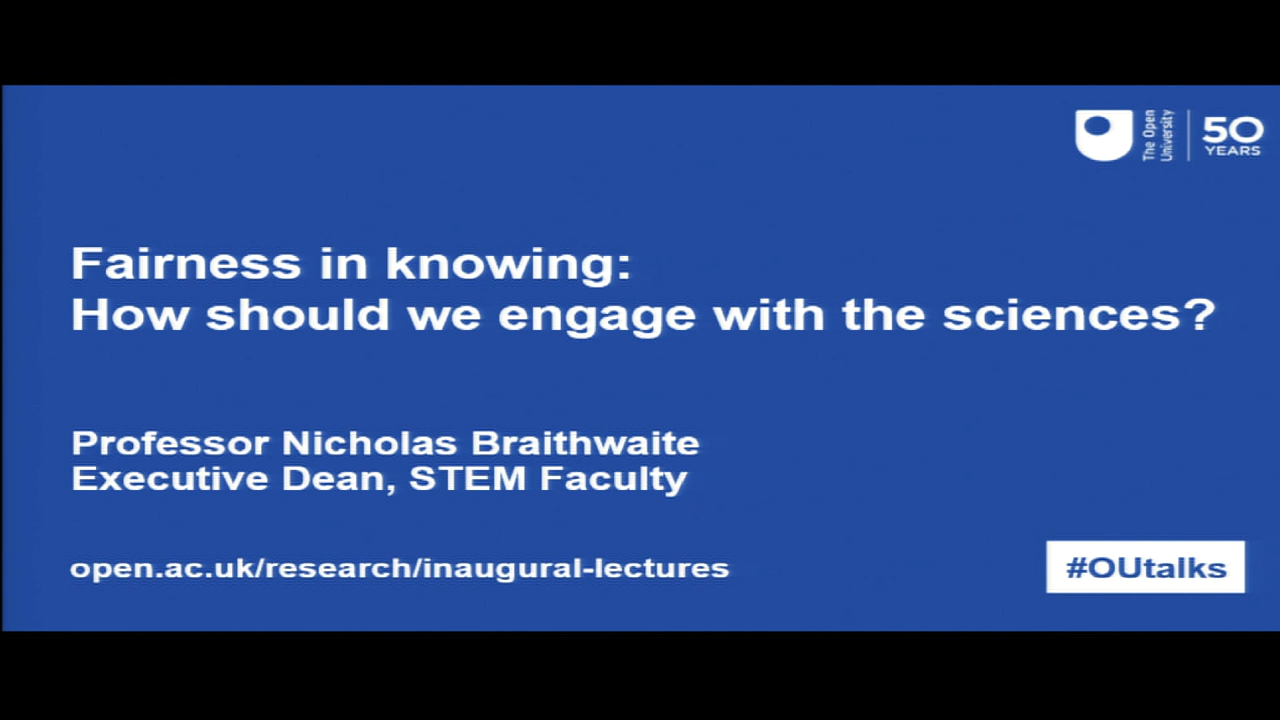 The Open
University
50
YEARS
Fairness in knowing:
How should we engage with the sciences?
Professor Nicholas Braithwaite
Executive Dean, STEM Faculty
open.ac.uk/research/inaugural-lectures
#OUtalks